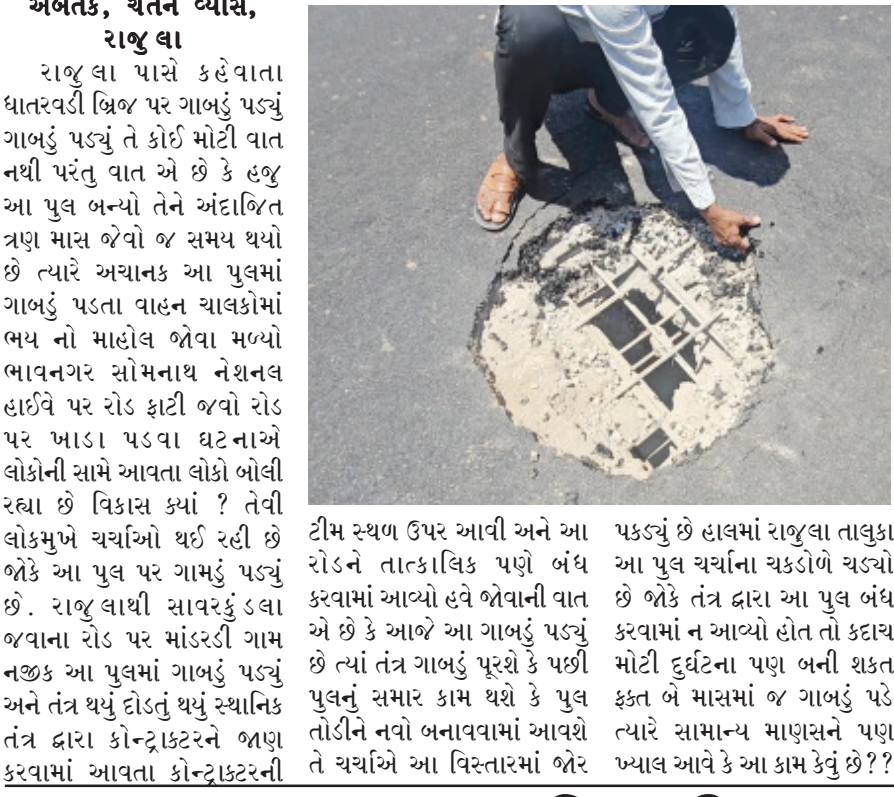 અબતક, ચેતન વ્યાસ,
રાજુલા
રાજુલા પાસે કહેવાતા
ધાતરવડી બ્રિજ પર ગાબડું પડ્યું
ગાબડું પડ્યું તે કોઈ મોટી વાત
નથી પરંતુ વાત એ છે કે હજુ
આ પુલ બન્યો તેને અંદાજિત
ત્રણ માસ જેવો જ સમય થયો
છે ત્યારે અચાનક આ પુલમાં
ગાબડું પડતા વાહન ચાલકોમાં
ભય નો માહોલ જોવા મળ્યો
ભાવનગર સોમનાથ નેશનલ
હાઈવે પર રોડ ફાટી જવો રોડ
પર ખાડા પડવા ઘટનાએ
લોકોની સામે આવતા લોકો બોલી
રહ્યા છે વિકાસ ક્યાં ? તેવી
લોકમુખે ચર્ચાઓ થઈ રહી છે
જોકે આ પુલ પર ગામડું પડ્યું
છે. રાજુલાથી સાવરકુંડલા
જવાના રોડ પર માંડરડી ગામ
નજીક આ પુલમાં ગાબડું પડ્યું
અને તંત્ર થયું દોડતું થયું સ્થાનિક
તંત્ર દ્વારા કોન્ટ્રાક્ટરને જાણ
કરવામાં આવતા કોન્ટ્રાક્ટરની
ટીમ સ્થળ ઉપર આવી અને આ
રોડને તાત્કાલિક પણે બંધ
કરવામાં આવ્યો હવે જોવાની વાત
એ છે કે આજે આ ગાબડું પડ્યું
છે ત્યાં તંત્ર ગાબડું પૂરશે કે પછી
પુલનું સમાર કામ થશે કે પુલ
તોડીને નવો બનાવવામાં આવશે
તે ચર્ચાએ આ વિસ્તારમાં જોર
પકડ્યું છે હાલમાં રાજુલા તાલુકા
આ પુલ ચર્ચાના ચકડોળે ચડ્યો
છે જોકે તંત્ર દ્વારા આ પુલ બંધ
કરવામાં ન આવ્યો હોત તો કદાચ
મોટી દુર્ઘટના પણ બની શકત
ફક્ત બે માસમાં જ ગાબડું પડે
ત્યારે સામાન્ય માણસને પણ
ખ્યાલ આવે કે આ કામ કેવું છે??